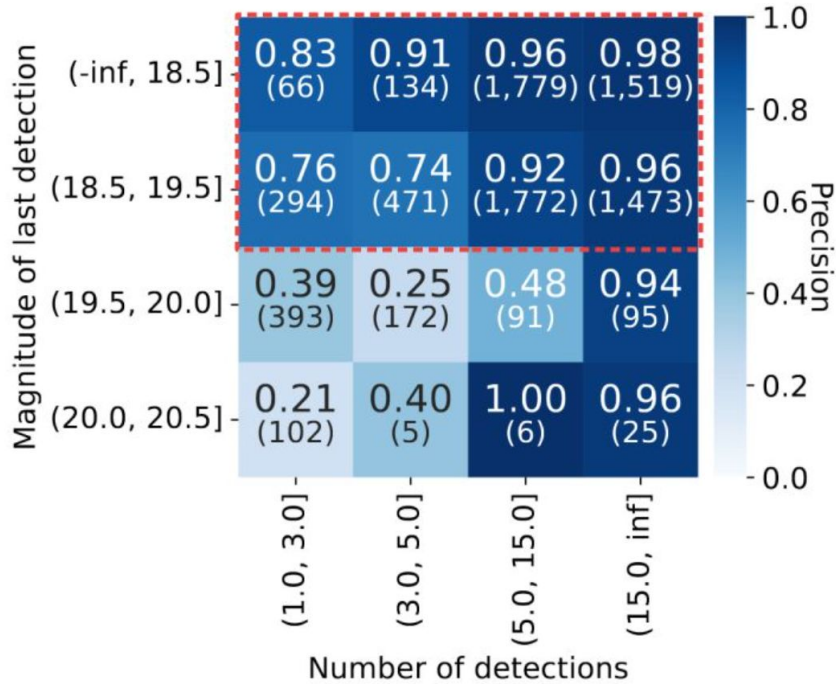 Magnitude of last detection
(-inf, 18.5]
0.83 0.91 0.96 0.98
(66) (134) (1,779) (1,519)
(18.5, 19.5]
0.76 0.74 0.92 0.96
(294) (471) (1,772) (1,473)
(19.5, 20.0]
0.39 0.25 0.48 0.94
(393) (172) (91) (95)
(20.0, 20.5]
0.21 0.40 1.00 0.96
(102) (5) (6) (25)
(1.0, 3.0]
(3.0, 5.0]
(5.0, 15.0]
(15.0, inf]
Number of detections
1.0
0.8
0.6
0.4
0.2
0.0
Precision